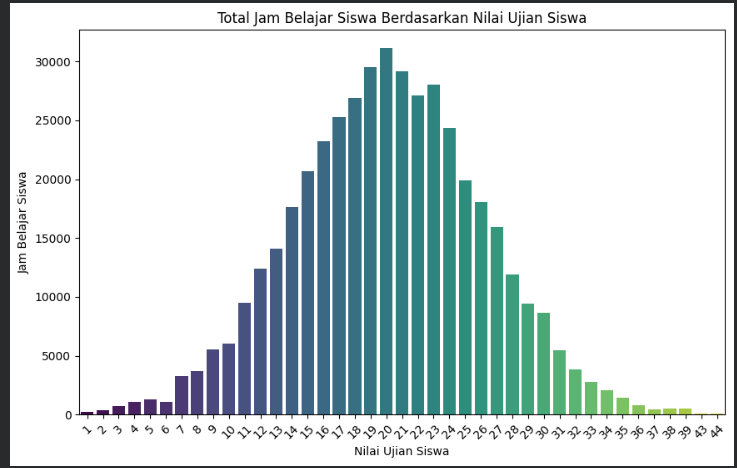 Total Jam Belajar Siswa Berdasarkan Nilai Ujian Siswa
30000
25000
20000
15000
10000
5000
0
Jam Belajar Siswa
1 2 3 4 5 6 7 8 9 10 11 12 13 14 15 16 17 18 19 20 21 22 23 24 25 26 27 28 29 30 31 32 33 34 35 36 37 38 39 43 44
Nilai Ujian Siswa